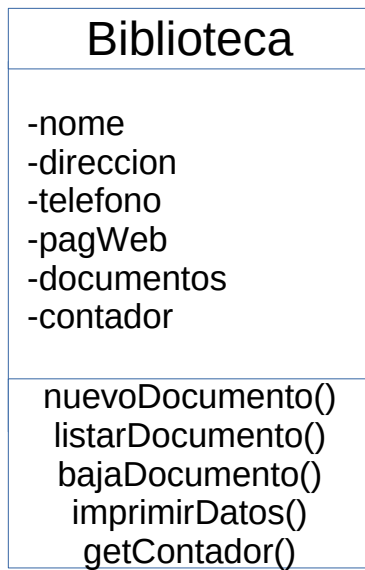 Biblioteca
-nome
-direccion
-telefono
-pagWeb
-documentos
-contador
nuevoDocumento()
listarDocumento()
bajaDocumento()
imprimirDatos()
getContador()